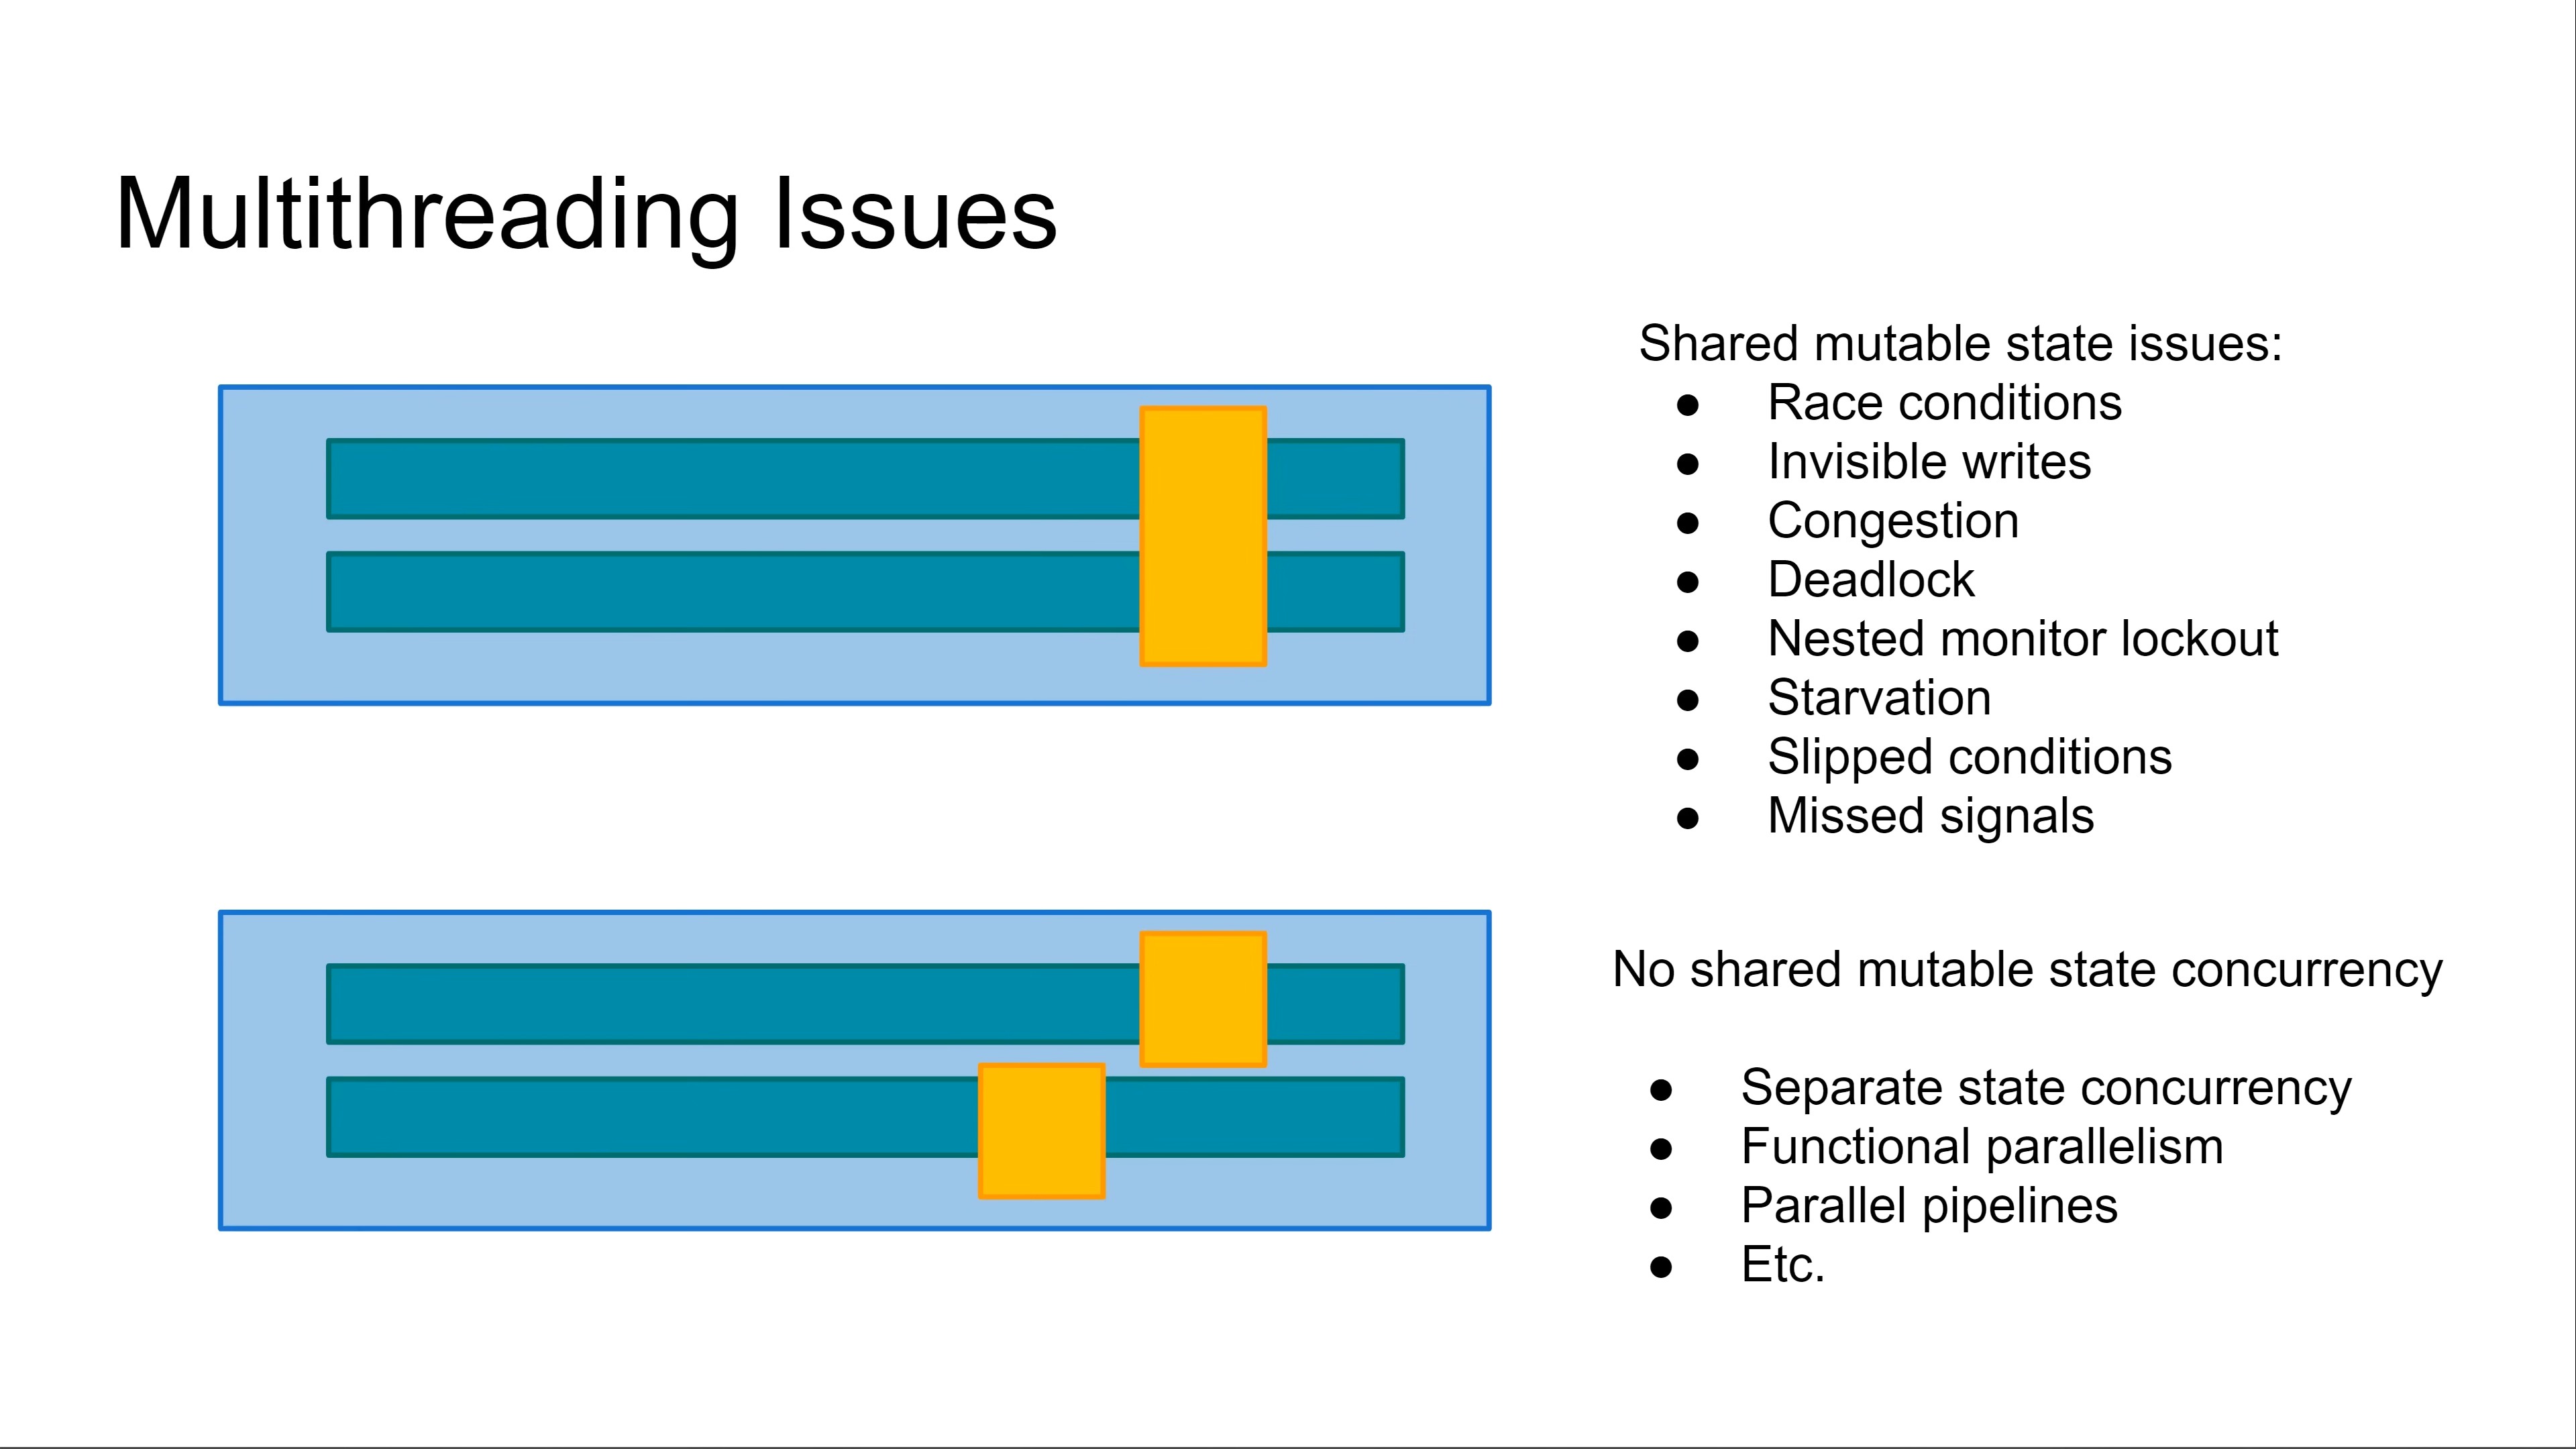 Multithreading Issues
Shared mutable state issues:
● Race conditions
● Invisible writes
● Congestion
● Deadlock
● Nested monitor lockout
● Starvation
● Slipped conditions
● Missed signals
No shared mutable state concurrency
● Separate state concurrency
● Functional parallelism
● Parallel pipelines
● Etc.